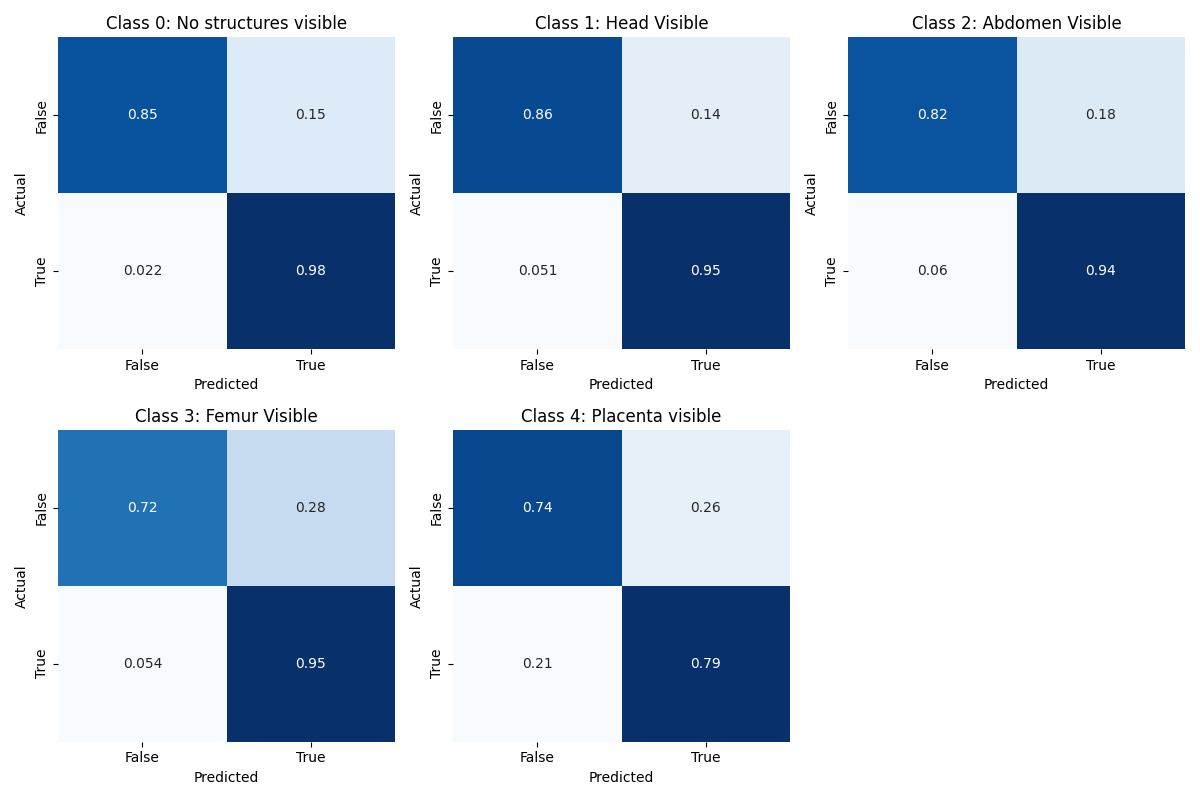 Class 0: No structures visible
False
0.85
0.15
Actual
True
0.022
0.98
False
True
Predicted
Class 1: Head Visible
False
0.86
0.14
Actual
True
0.051
0.95
False
True
Predicted
Class 2: Abdomen Visible
False
0.82
0.18
Actual
True
0.06
0.94
False
True
Predicted
Class 3: Femur Visible
False
0.72
0.28
Actual
True
0.054
0.95
False
True
Predicted
Class 4: Placenta visible
False
0.74
0.26
Actual
True
0.21
0.79
False
True
Predicted